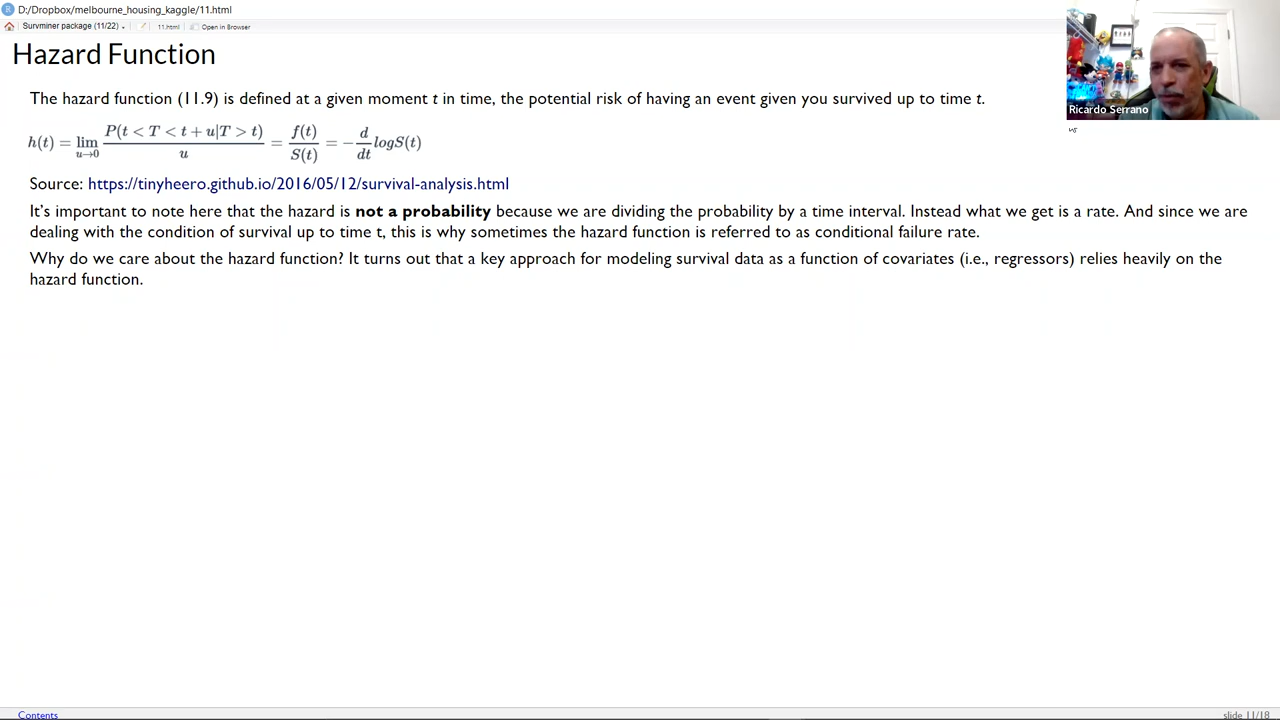 D:/Dropbox/melbourne_housing_kaggle/11.html
Survminer package (11/22)
11.html
Open in Browser
Hazard Function
Ricardo Serrano
The hazard function (11.9) is defined at a given moment t in time, the potential risk of having an event given you survived up to time t.
h(t) = lim u→0 P(t < T < t + u|T > t) / u = f(t) / S(t) = − d/dt logS(t)
Source: https://tinyheero.github.io/2016/05/12/survival-analysis.html
It's important to note here that the hazard is not a probability because we are dividing the probability by a time interval. Instead what we get is a rate. And since we are
dealing with the condition of survival up to time t, this is why sometimes the hazard function is referred to as conditional failure rate.
Why do we care about the hazard function? It turns out that a key approach for modeling survival data as a function of covariates (i.e., regressors) relies heavily on the
hazard function.
Contents
slide 11/18